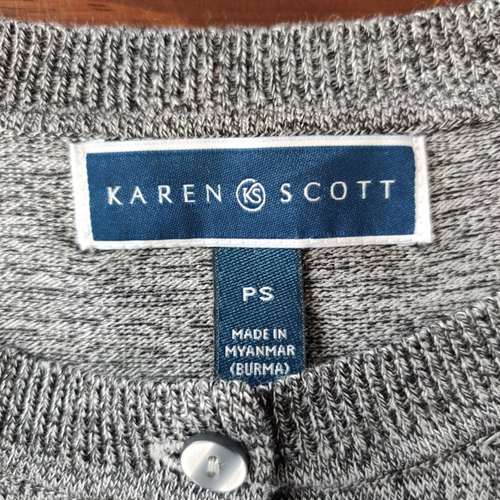 KAREN KS SCOTT
PS
MADE IN
MYANMAR
(BURMA)